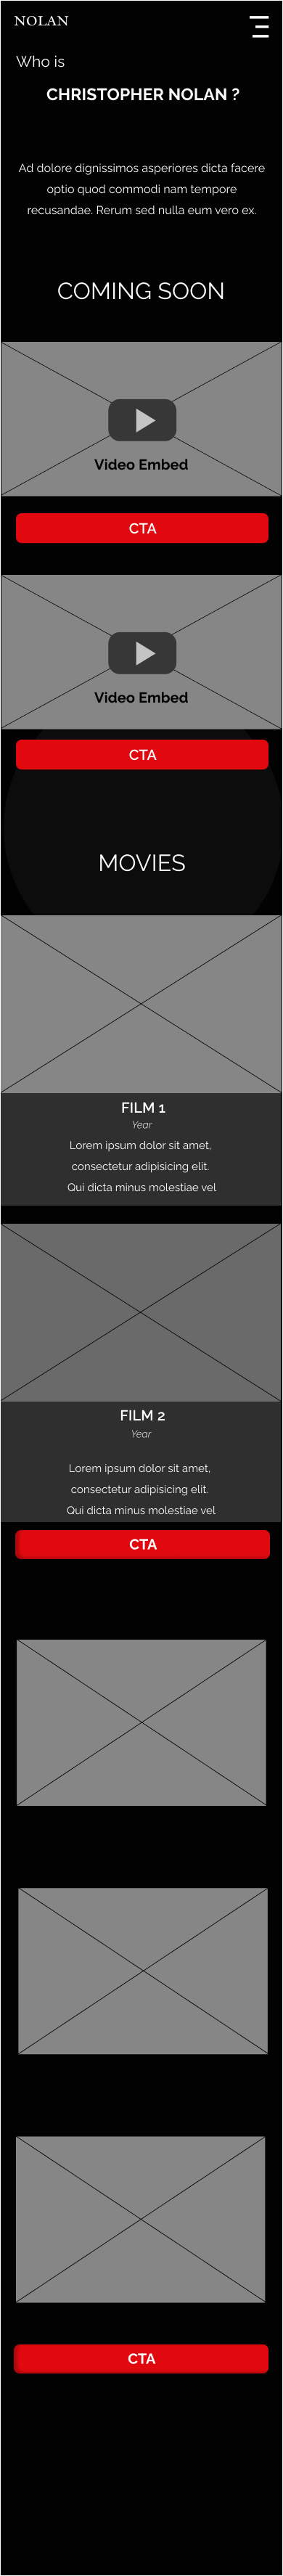 NOLAN
Who is
CHRISTOPHER NOLAN ?
Ad dolore dignissimos asperiores dicta facere
optio quod commodi nam tempore
recusandae. Rerum sed nulla eum vero ex.
COMING SOON
Video Embed
CTA
Video Embed
CTA
MOVIES
FILM 1
Year
Lorem ipsum dolor sit amet,
consectetur adipisicing elit.
Qui dicta minus molestiae vel
FILM 2
Year
Lorem ipsum dolor sit amet,
consectetur adipisicing elit.
Qui dicta minus molestiae vel
CTA
CTA